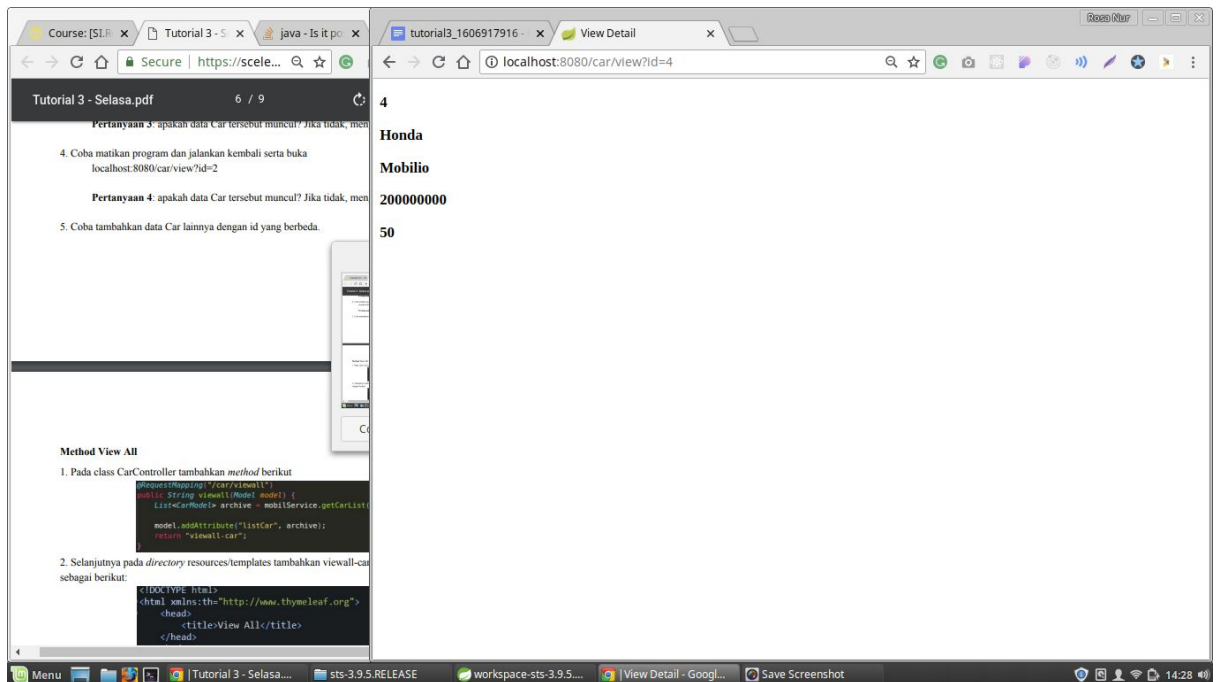 Rosa Nur
Course: [SI.R
Tutorial 3 - S
java - Is it po
Secure
https://scele...
Tutorial 3 - Selasa.pdf
6 / 9
Pertanyaan 3: apakah data Car tersebut muncul? Jika tidak, men
4. Coba matikan program dan jalankan kembali serta buka
localhost:8080/car/view?id=2
Pertanyaan 4: apakah data Car tersebut muncul? Jika tidak, men
5. Coba tambahkan data Car lainnya dengan id yang berbeda.
Method View All
1. Pada class CarController tambahkan method berikut
@RequestMapping("/car/viewall")
public String viewall(Model model) {
List<CarModel> archive = mobilService.getCarList(
model.addAttribute("listCar", archive);
return "viewall-car";
}
2. Selanjutnya pada directory resources/templates tambahkan viewall-car
sebagai berikut:
<!DOCTYPE html>
<html xmlns:th="http://www.thymeleaf.org">
<head>
<title>View All</title>
</head>
tutorial3_1606917916 -
View Detail
localhost:8080/car/view?id=4
4
Honda
Mobilio
200000000
50
Menu
Tutorial 3 - Selasa....
sts-3.9.5.RELEASE
workspace-sts-3.9.5....
View Detail - Googl...
Save Screenshot
14:28